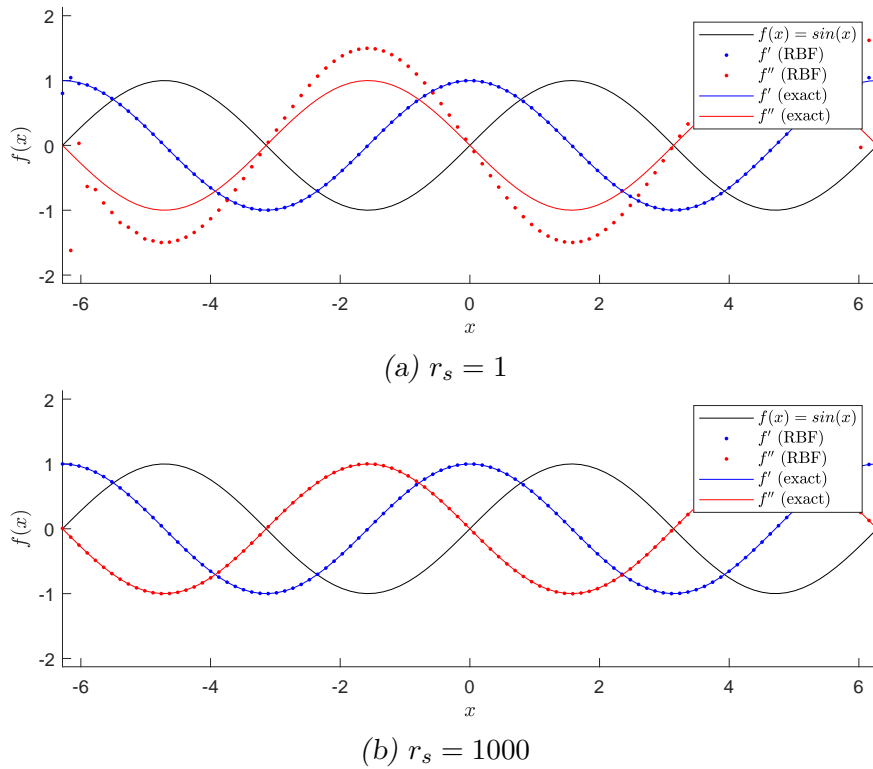 2
1
0
-1
-2
f(x)
-6
-4
-2
0
2
4
6
x
f(x) = sin(x)
f′ (RBF)
f″ (RBF)
f′ (exact)
f″ (exact)
(a) r_s = 1
2
1
0
-1
-2
f(x)
-6
-4
-2
0
2
4
6
x
f(x) = sin(x)
f′ (RBF)
f″ (RBF)
f′ (exact)
f″ (exact)
(b) r_s = 1000